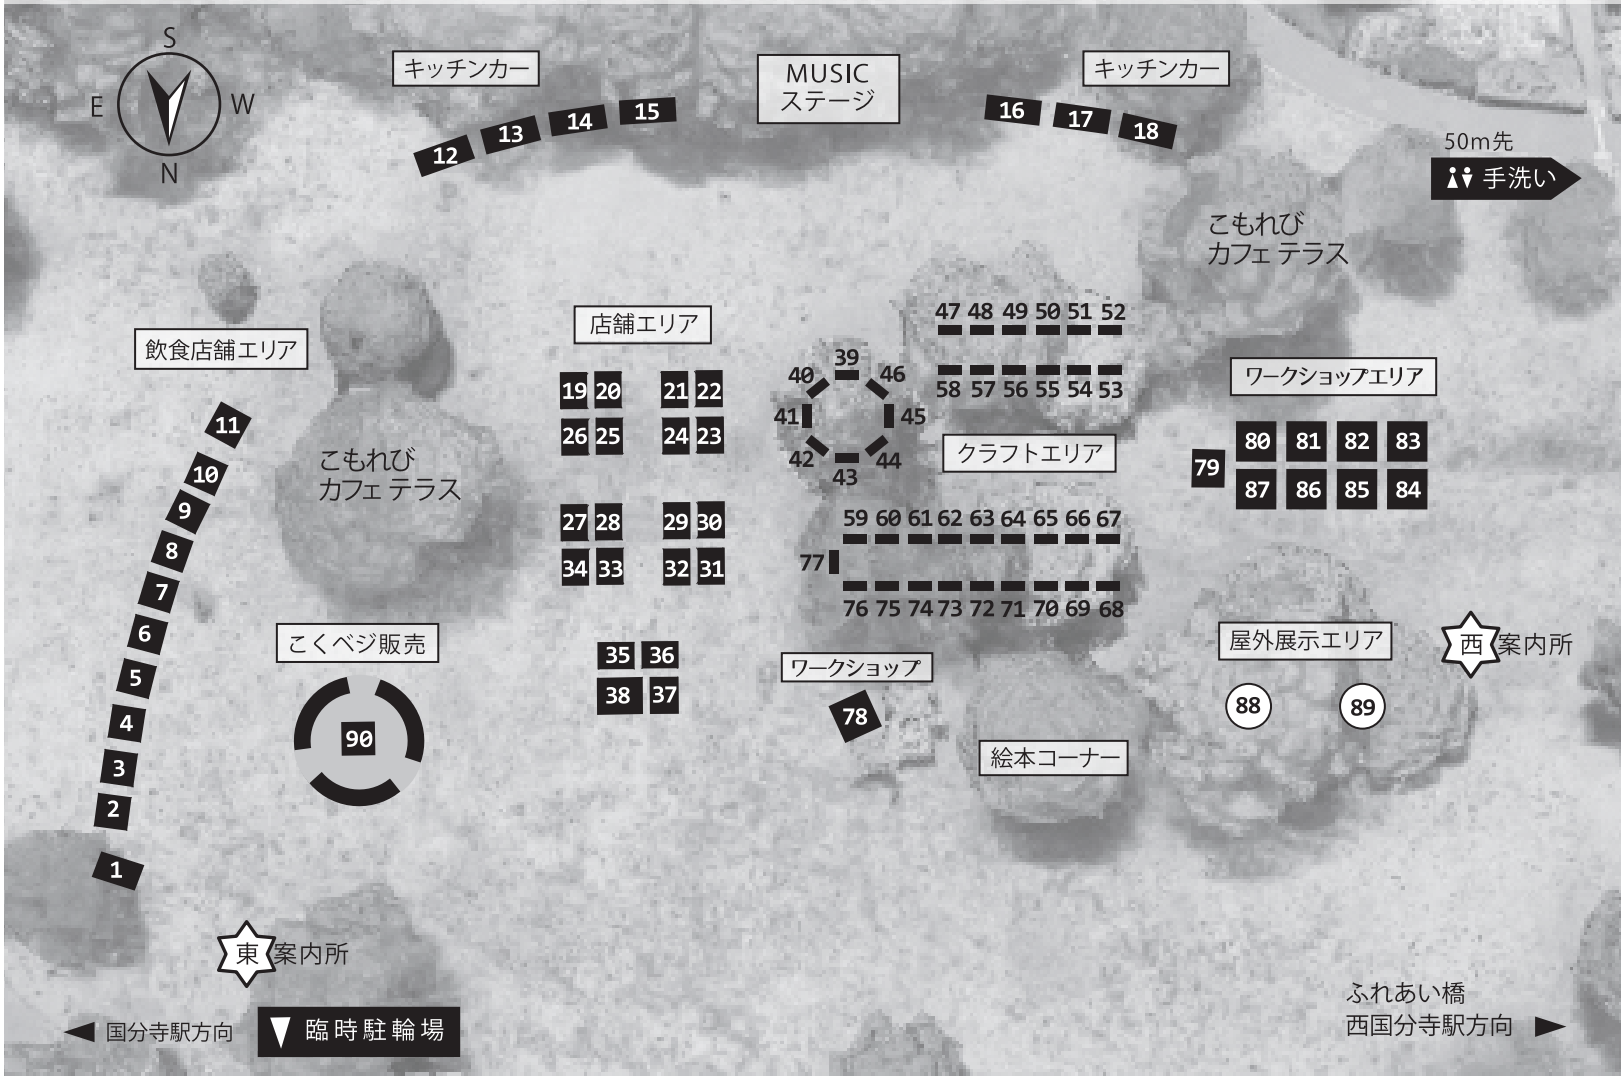 S
E
W
N
キッチンカー
12
13
14
15
MUSIC
ステージ
キッチンカー
16
17
18
50m先
手洗い
こもれび
カフェ テラス
飲食店舗エリア
11
10
9
8
7
6
5
4
3
2
1
こもれび
カフェ テラス
店舗エリア
19 20 21 22
26 25 24 23
27 28 29 30
34 33 32 31
35 36
38 37
39
40
46
41
45
42
44
43
47 48 49 50 51 52
58 57 56 55 54 53
クラフトエリア
59 60 61 62 63 64 65 66 67
77
76 75 74 73 72 71 70 69 68
ワークショップエリア
79
80 81 82 83
87 86 85 84
こくベジ販売
90
ワークショップ
78
絵本コーナー
屋外展示エリア
88
89
西 案内所
東 案内所
国分寺駅方向
臨時駐輪場
ふれあい橋
西国分寺駅方向